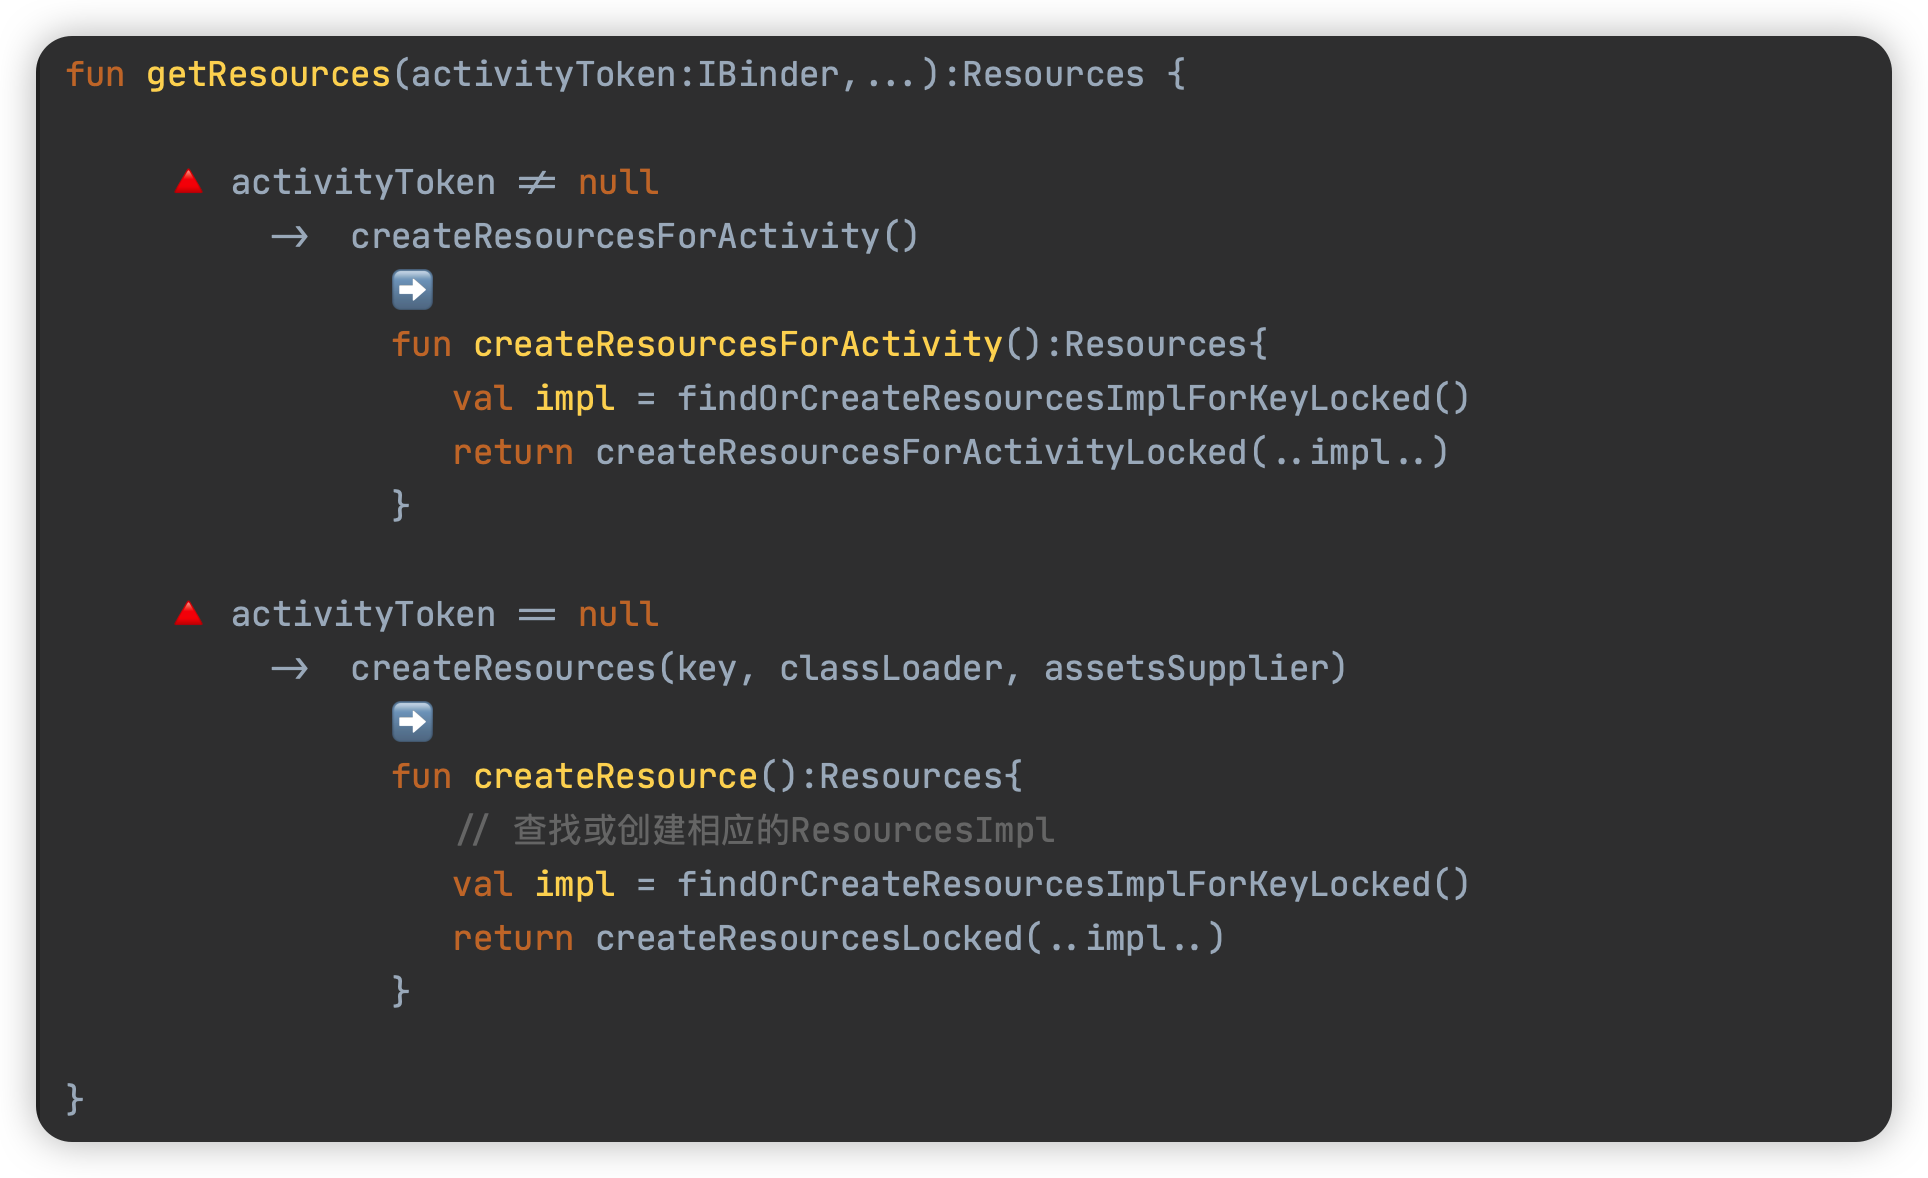 fun getResources(activityToken:IBinder,...):Resources {
🔺 activityToken != null
-> createResourcesForActivity()
➡️
fun createResourcesForActivity():Resources{
val impl = findOrCreateResourcesImplForKeyLocked()
return createResourcesForActivityLocked(..impl..)
}
🔺 activityToken == null
-> createResources(key, classLoader, assetsSupplier)
➡️
fun createResource():Resources{
// 查找或创建相应的ResourcesImpl
val impl = findOrCreateResourcesImplForKeyLocked()
return createResourcesLocked(..impl..)
}
}